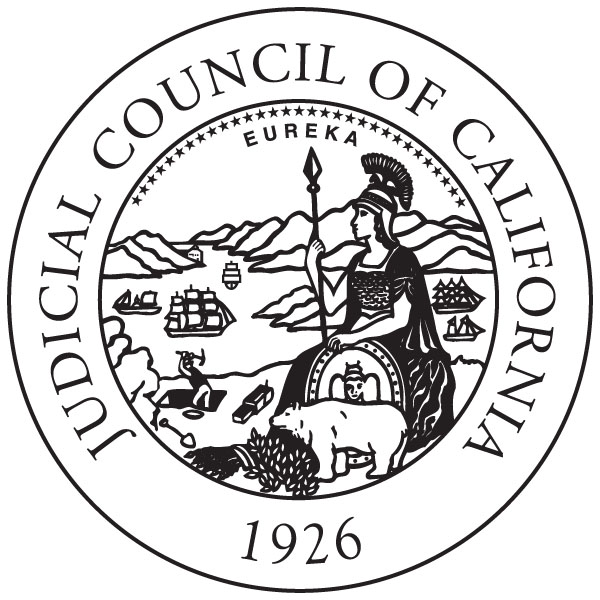 JUDICIAL COUNCIL OF CALIFORNIA
EUREKA
1926